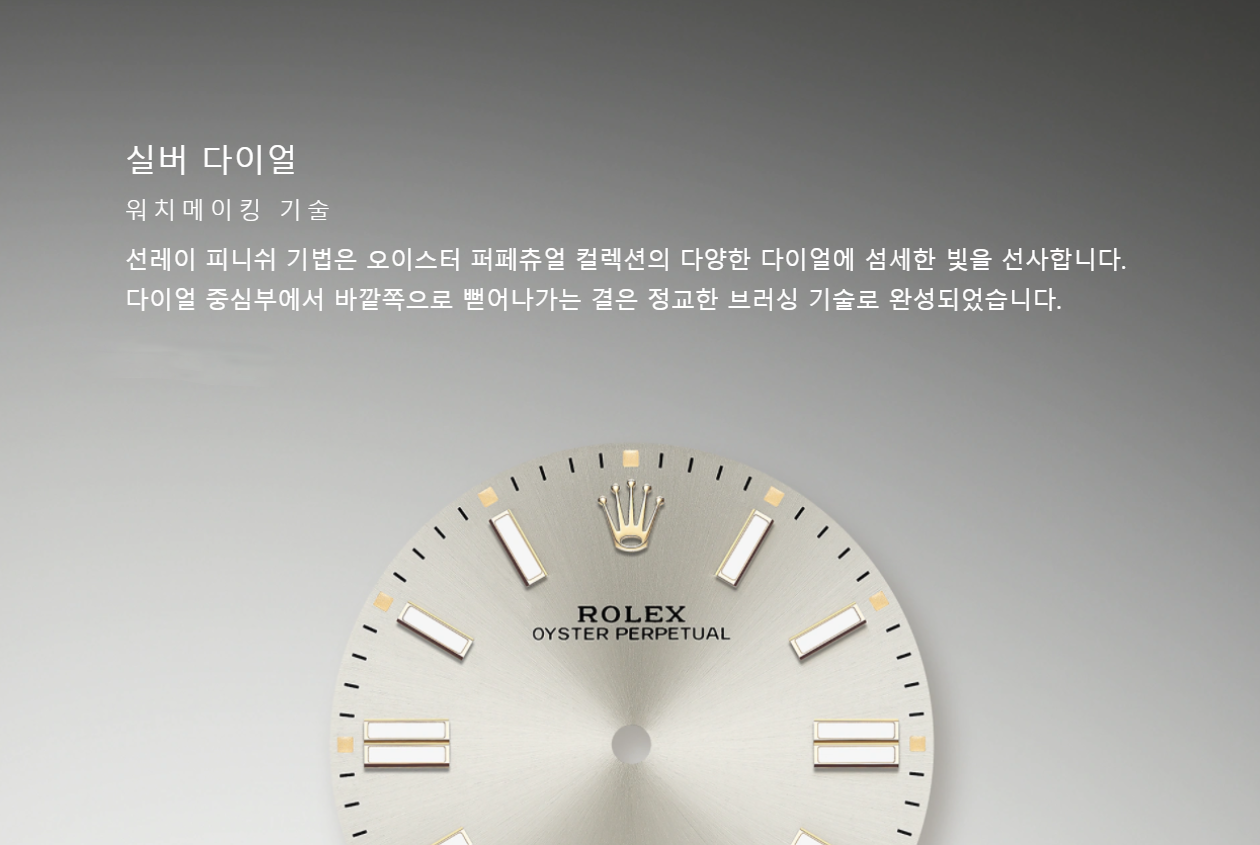 실버 다이얼
워치메이킹 기술
선레이 피니쉬 기법은 오이스터 퍼페츄얼 컬렉션의 다양한 다이얼에 섬세한 빛을 선사합니다.
다이얼 중심부에서 바깥쪽으로 뻗어나가는 결은 정교한 브러싱 기술로 완성되었습니다.
ROLEX
OYSTER PERPETUAL